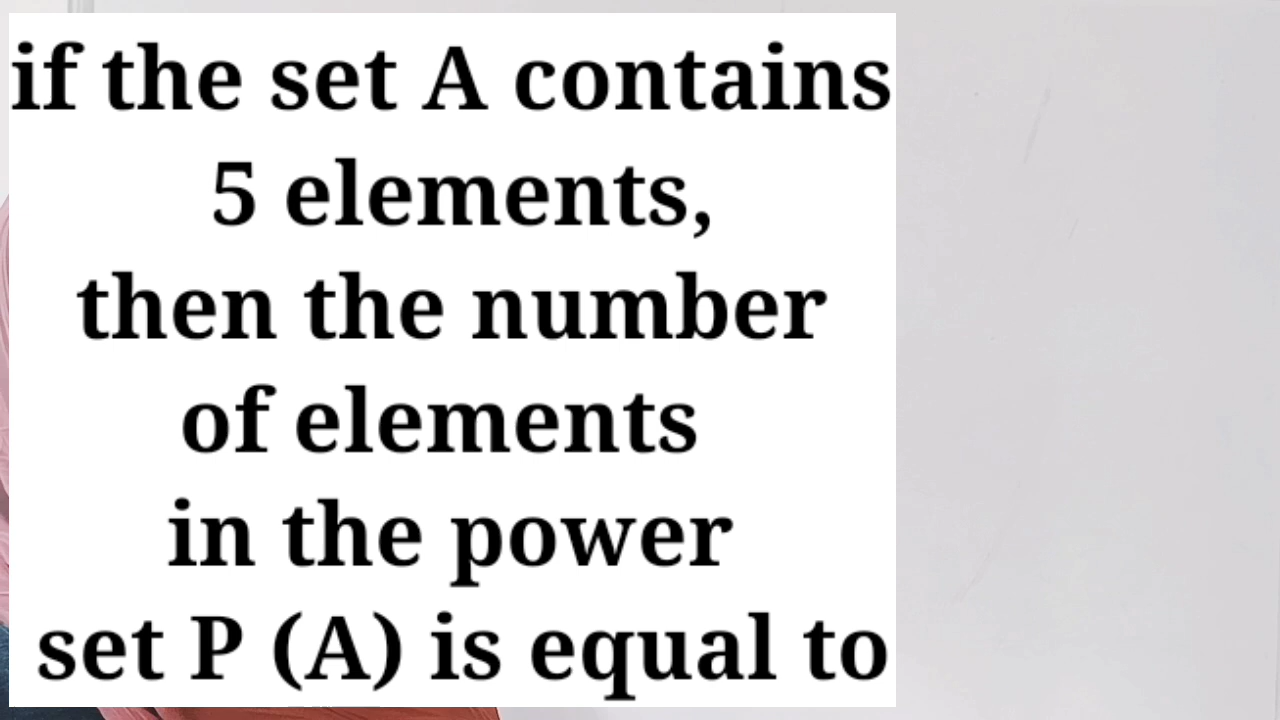 if the set A contains
5 elements,
then the number
of elements
in the power
set P (A) is equal to